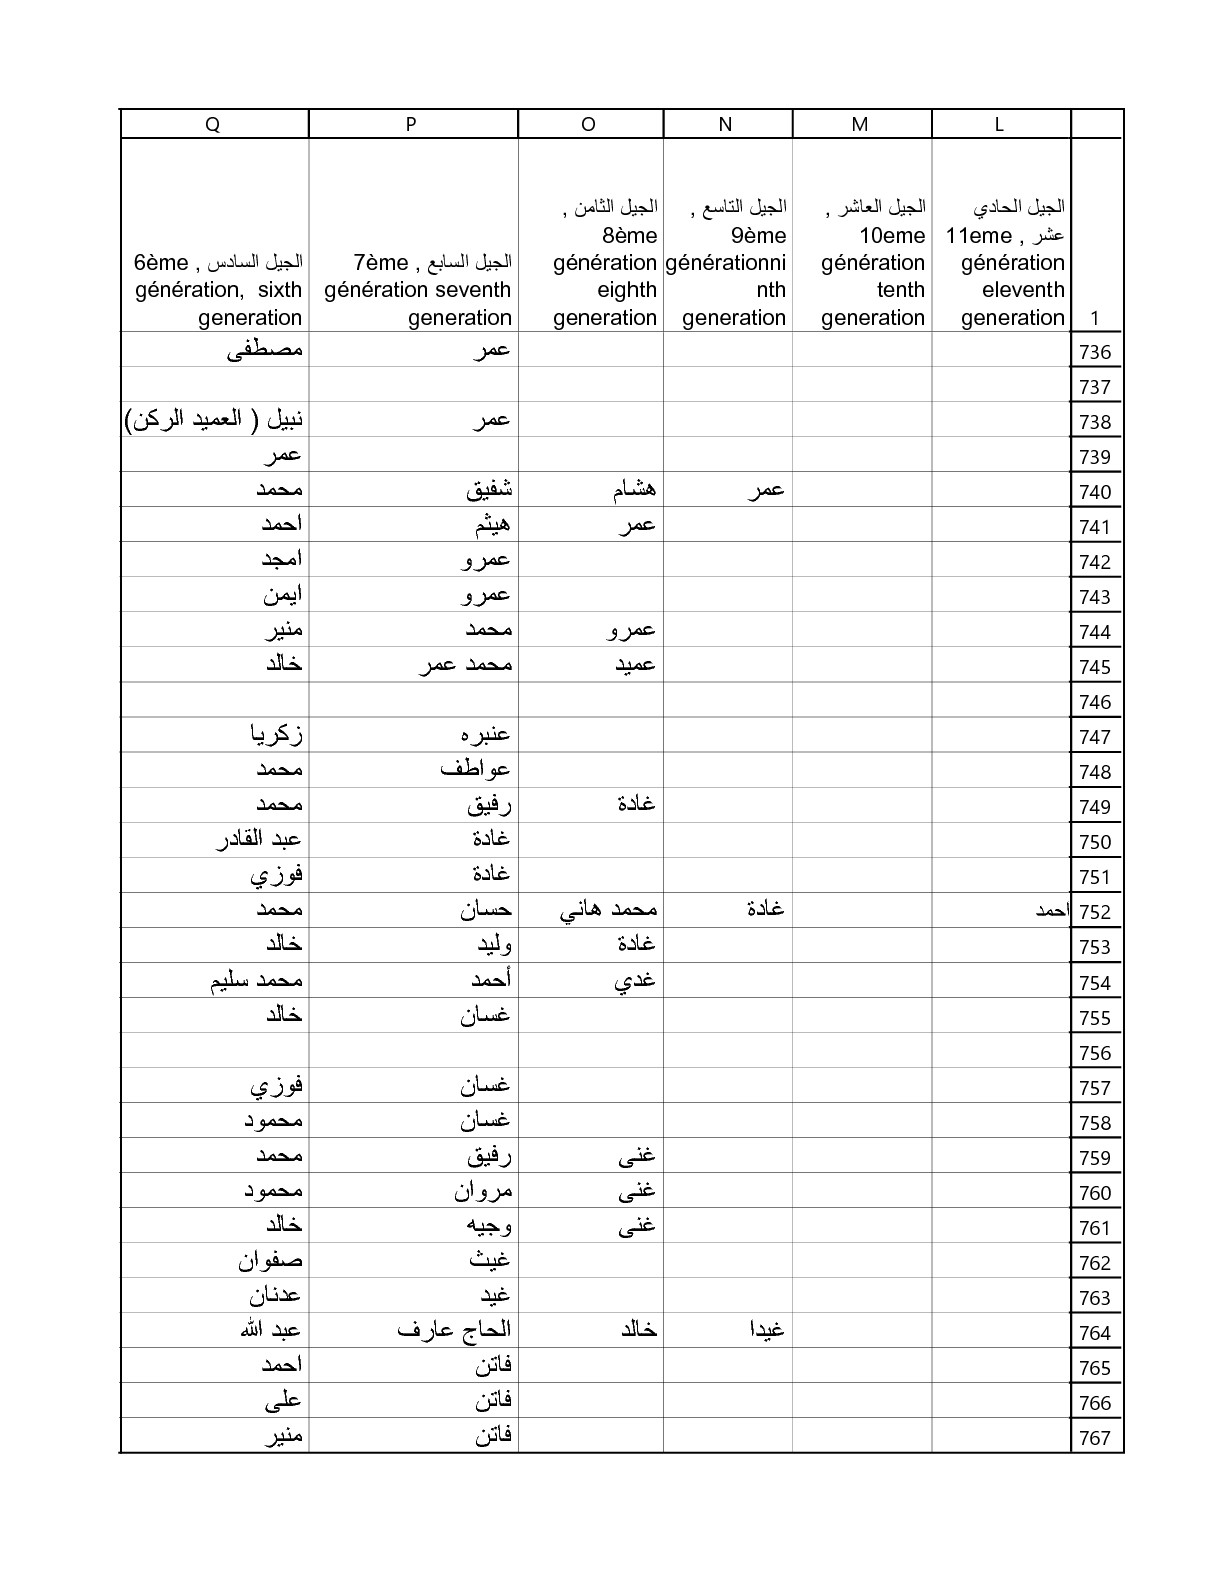 L M N O P Q
1 الجيل الحادي عشر , 11eme génération eleventh generation الجيل العاشر , 10eme génération tenth generation الجيل التاسع , 9ème générationni nth generation الجيل الثامن , 8ème génération eighth generation الجيل السابع , 7ème génération seventh generation الجيل السادس , 6ème génération, sixth generation
736 عمر مصطفى
737
738 عمر نبيل ( العميد الركن)
739 عمر
740 عمر هشام شفيق محمد
741 عمر هيثم احمد
742 عمرو امجد
743 عمرو ايمن
744 عمرو محمد منير
745 عميد محمد عمر خالد
746
747 عنبره زكريا
748 عواطف محمد
749 غادة رفيق محمد
750 غادة عبد القادر
751 غادة فوزي
752 احمد غادة محمد هاني حسان محمد
753 غادة وليد خالد
754 غدي أحمد محمد سليم
755 غسان خالد
756
757 غسان فوزي
758 غسان محمود
759 غنى رفيق محمد
760 غنى مروان محمود
761 غنى وجيه خالد
762 غيث صفوان
763 غيد عدنان
764 غيدا خالد الحاج عارف عبد الله
765 فاتن احمد
766 فاتن على
767 فاتن منير